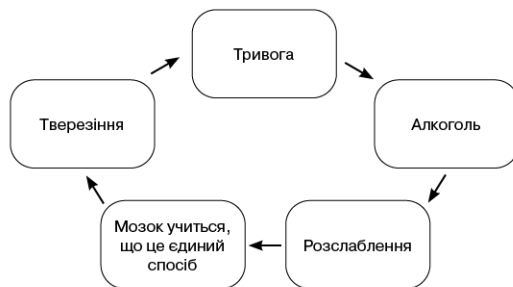 Тривога
Алкоголь
Розслаблення
Мозок учиться,
що це єдиний
спосіб
Тверезіння